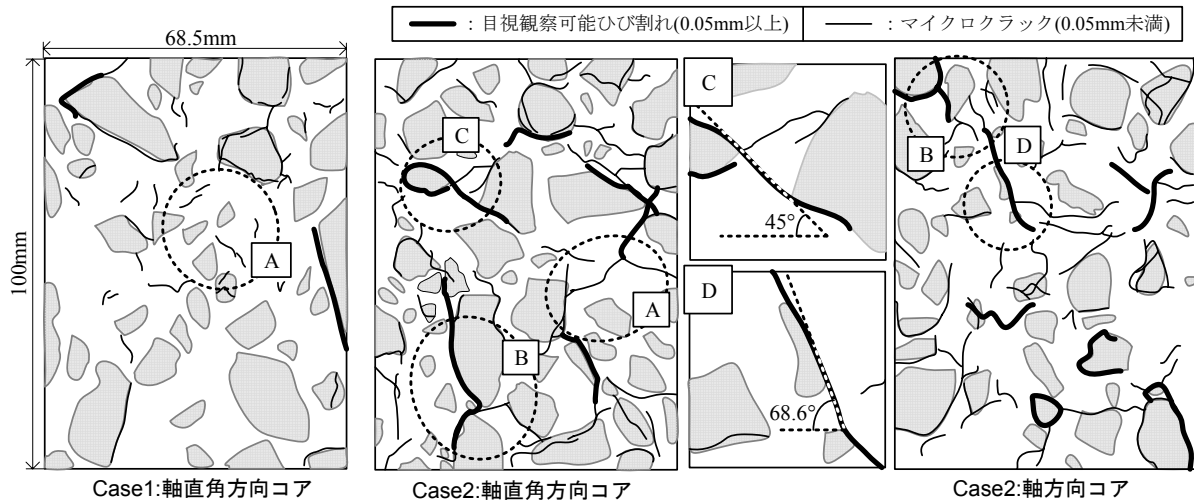 ：目視観察可能ひび割れ(0.05mm以上)
：マイクロクラック(0.05mm未満)
68.5mm
100mm
A
C
A
B
C
45°
D
68.6°
B
D
Case1:軸直角方向コア
Case2:軸直角方向コア
Case2:軸方向コア